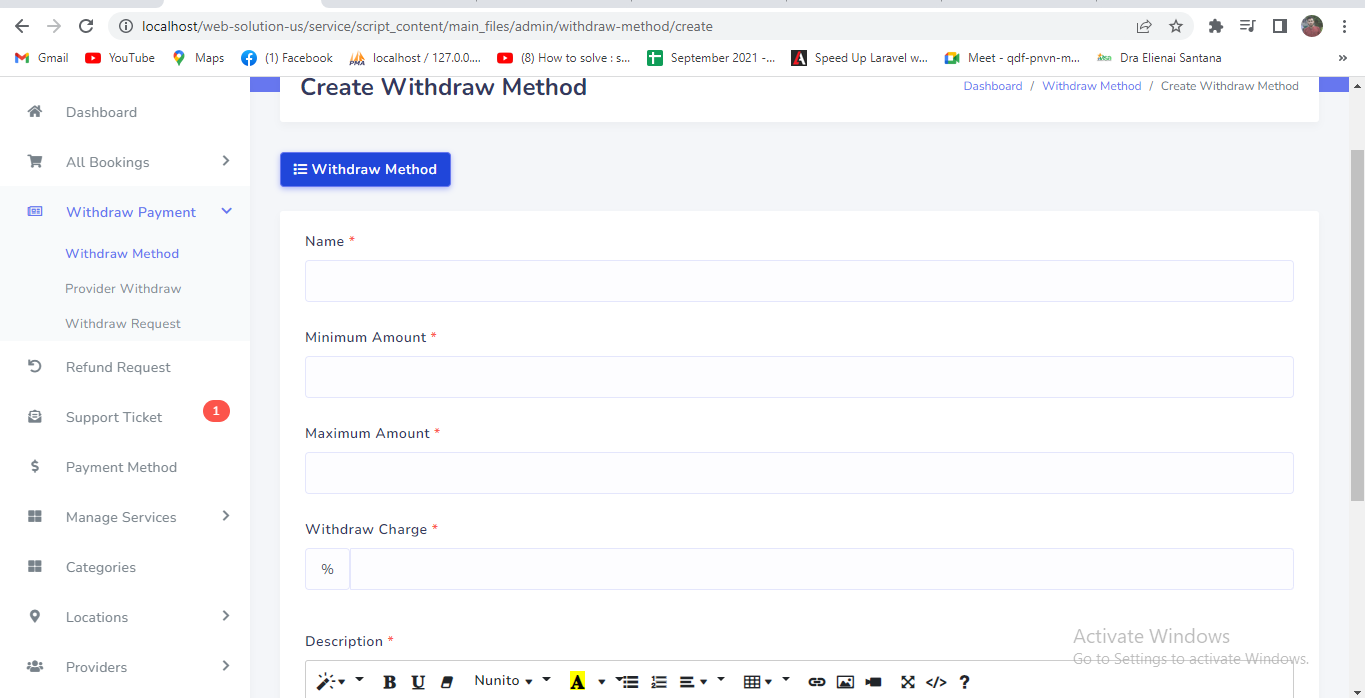 localhost/web-solution-us/service/script_content/main_files/admin/withdraw-method/create
Gmail YouTube Maps (1) Facebook localhost / 127.0.0.... (8) How to solve : s... September 2021 -... Speed Up Laravel w... Meet - qdf-pnvn-m... Dra Elienai Santana »
Create Withdraw Method
Dashboard / Withdraw Method / Create Withdraw Method
Dashboard
All Bookings
Withdraw Payment
Withdraw Method
Provider Withdraw
Withdraw Request
Refund Request
Support Ticket 1
Payment Method
Manage Services
Categories
Locations
Providers
Withdraw Method
Name *
Minimum Amount *
Maximum Amount *
Withdraw Charge *
%
Description *
B U Nunito A </> ?
Activate Windows
Go to Settings to activate Windows.